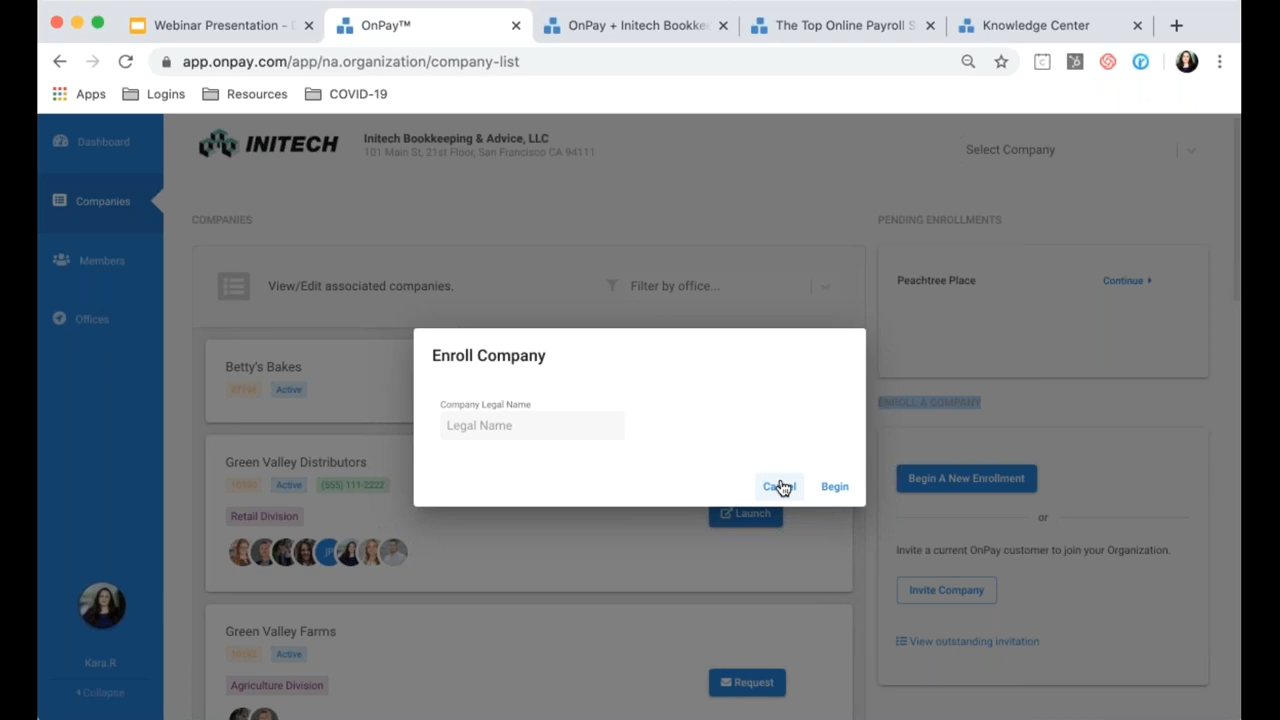 Webinar Presentation -
OnPay™
OnPay + Initech Bookke
The Top Online Payroll S
Knowledge Center
app.onpay.com/app/na.organization/company-list
Apps
Logins
Resources
COVID-19
Dashboard
Companies
Members
Offices
Kara.R
Collapse
INITECH
Initech Bookkeeping & Advice, LLC
101 Main St, 21st Floor, San Francisco CA 94111
Select Company
COMPANIES
View/Edit associated companies.
Filter by office...
Betty's Bakes
Active
Green Valley Distributors
Active
(555) 111-2222
Retail Division
JP
Launch
Green Valley Farms
Active
Agriculture Division
Request
Enroll Company
Company Legal Name
Legal Name
Begin
PENDING ENROLLMENTS
Peachtree Place
Continue
ENROLL A COMPANY
Begin A New Enrollment
or
Invite a current OnPay customer to join your Organization.
Invite Company
View outstanding invitation